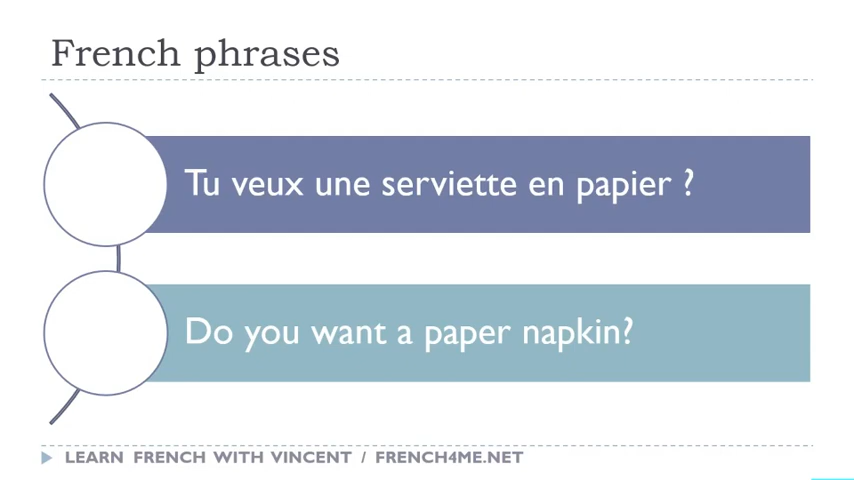 French phrases
Tu veux une serviette en papier ?
Do you want a paper napkin?
LEARN FRENCH WITH VINCENT / FRENCH4ME.NET